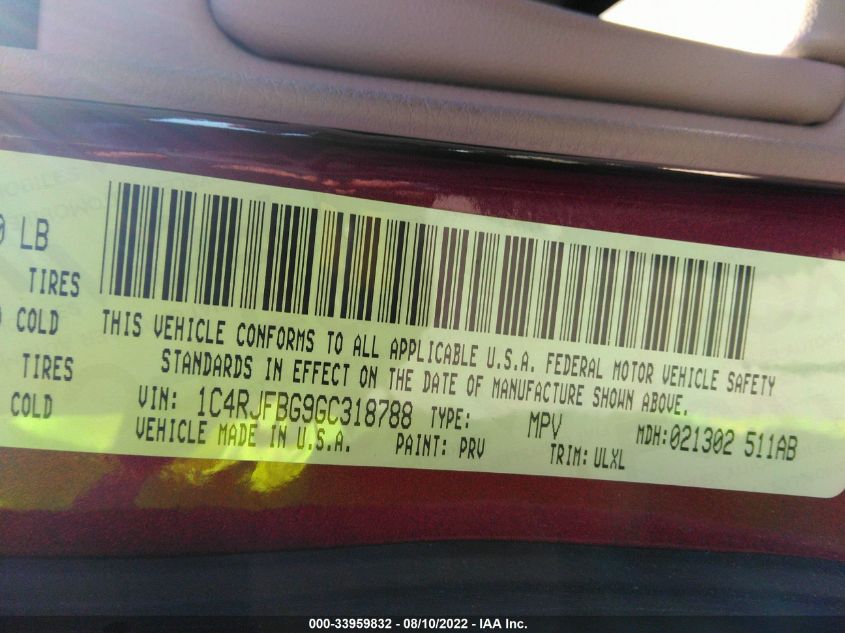 0 LB
TIRES
COLD
TIRES
COLD
THIS VEHICLE CONFORMS TO ALL APPLICABLE U.S.A. FEDERAL MOTOR VEHICLE SAFETY
STANDARDS IN EFFECT ON THE DATE OF MANUFACTURE SHOWN ABOVE.
VIN: 1C4RJFBG9GC318788 TYPE: MPV MDH:021302 511AB
VEHICLE MADE IN U.S.A. PAINT: PRV TRIM: ULXL
000-33959832 - 08/10/2022 - IAA Inc.